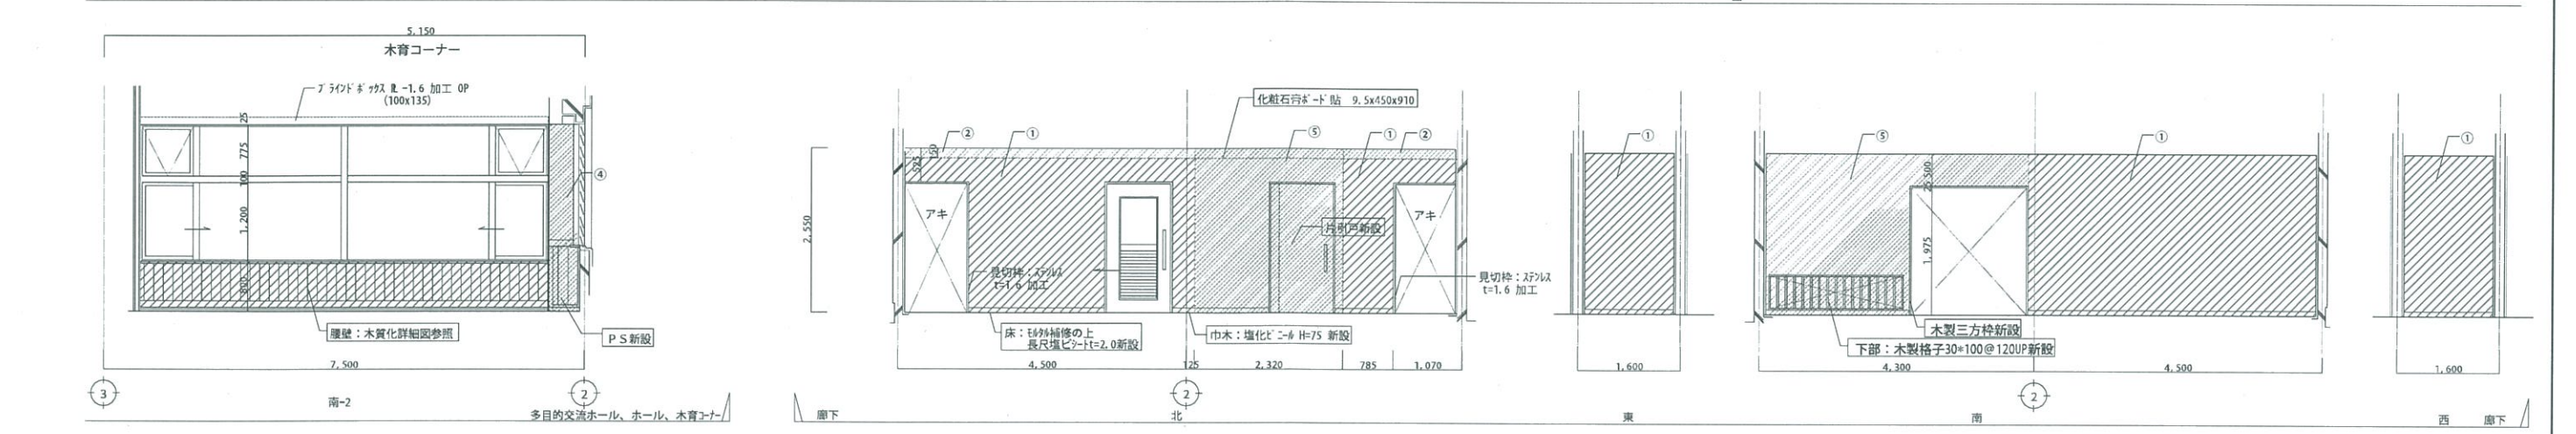 5,150
木育コーナー
ﾌﾞﾗｲﾝﾄﾞﾎﾞｯｸｽ PL -1.6 加工 OP
(100x135)
25
775
100
1,200
800
④
腰壁：木質化詳細図参照
ＰＳ新設
7,500
3
2
南-2
多目的交流ホール、ホール、木育ｺｰﾅｰ
化粧石膏ﾎﾞｰﾄﾞ貼 9.5x450x910
②
①
⑤
①
②
150
525
2,550
アキ
アキ
片引戸新設
見切枠：ｽﾃﾝﾚｽ
t=1.6 加工
見切枠：ｽﾃﾝﾚｽ
t=1.6 加工
床：ﾓﾙﾀﾙ補修の上
長尺塩ビｼｰﾄt=2.0新設
巾木：塩化ﾋﾞﾆｰﾙ H=75 新設
4,500
125
2,320
785
1,070
2
廊下
北
①
1,600
東
⑤
①
25
500
1,975
木製三方枠新設
下部：木製格子30*100@120UP新設
4,300
4,500
2
南
①
1,600
西
廊下